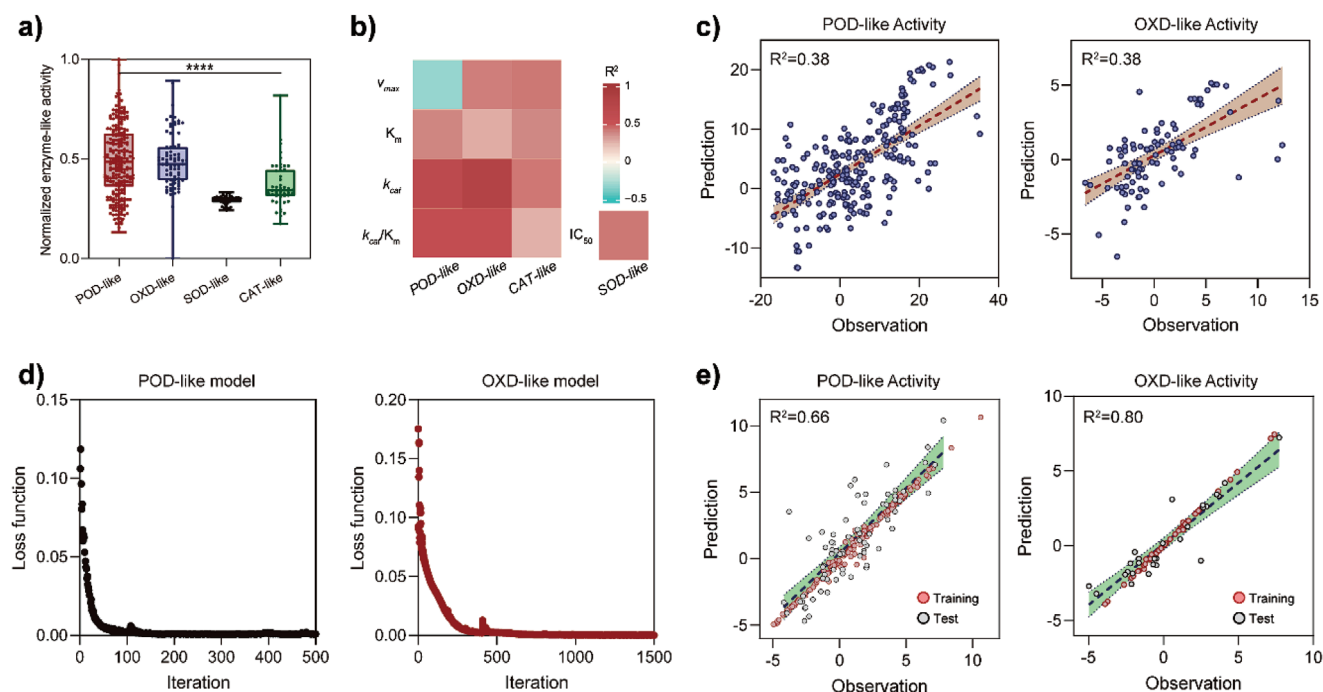 a)
Normalized enzyme-like activity
1.0
0.5
0.0
****
POD-like
OXD-like
SOD-like
CAT-like
b)
vmax
Km
kcat
kcat/Km
POD-like
OXD-like
CAT-like
R²
1
0.5
0
−0.5
IC50
SOD-like
c)
POD-like Activity
R²=0.38
Prediction
20
10
0
-10
-20
0
20
40
Observation
OXD-like Activity
R²=0.38
Prediction
5
0
-5
-5
0
5
10
15
Observation
d)
POD-like model
Loss function
0.15
0.10
0.05
0.00
0
100
200
300
400
500
Iteration
OXD-like model
Loss function
0.20
0.15
0.10
0.05
0.00
0
500
1000
1500
Iteration
e)
POD-like Activity
R²=0.66
Prediction
10
5
0
-5
-5
0
5
10
Training
Test
Observation
OXD-like Activity
R²=0.80
Prediction
10
5
0
-5
-5
0
5
10
Training
Test
Observation